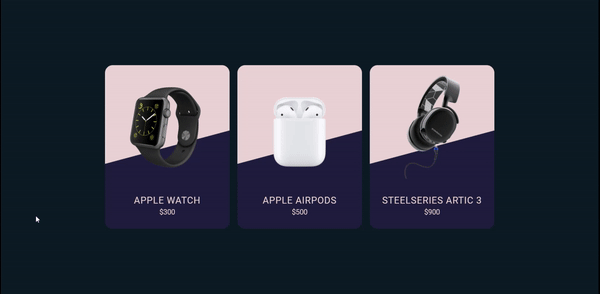 APPLE WATCH
$300
APPLE AIRPODS
$500
STEELSERIES ARTIC 3
$900